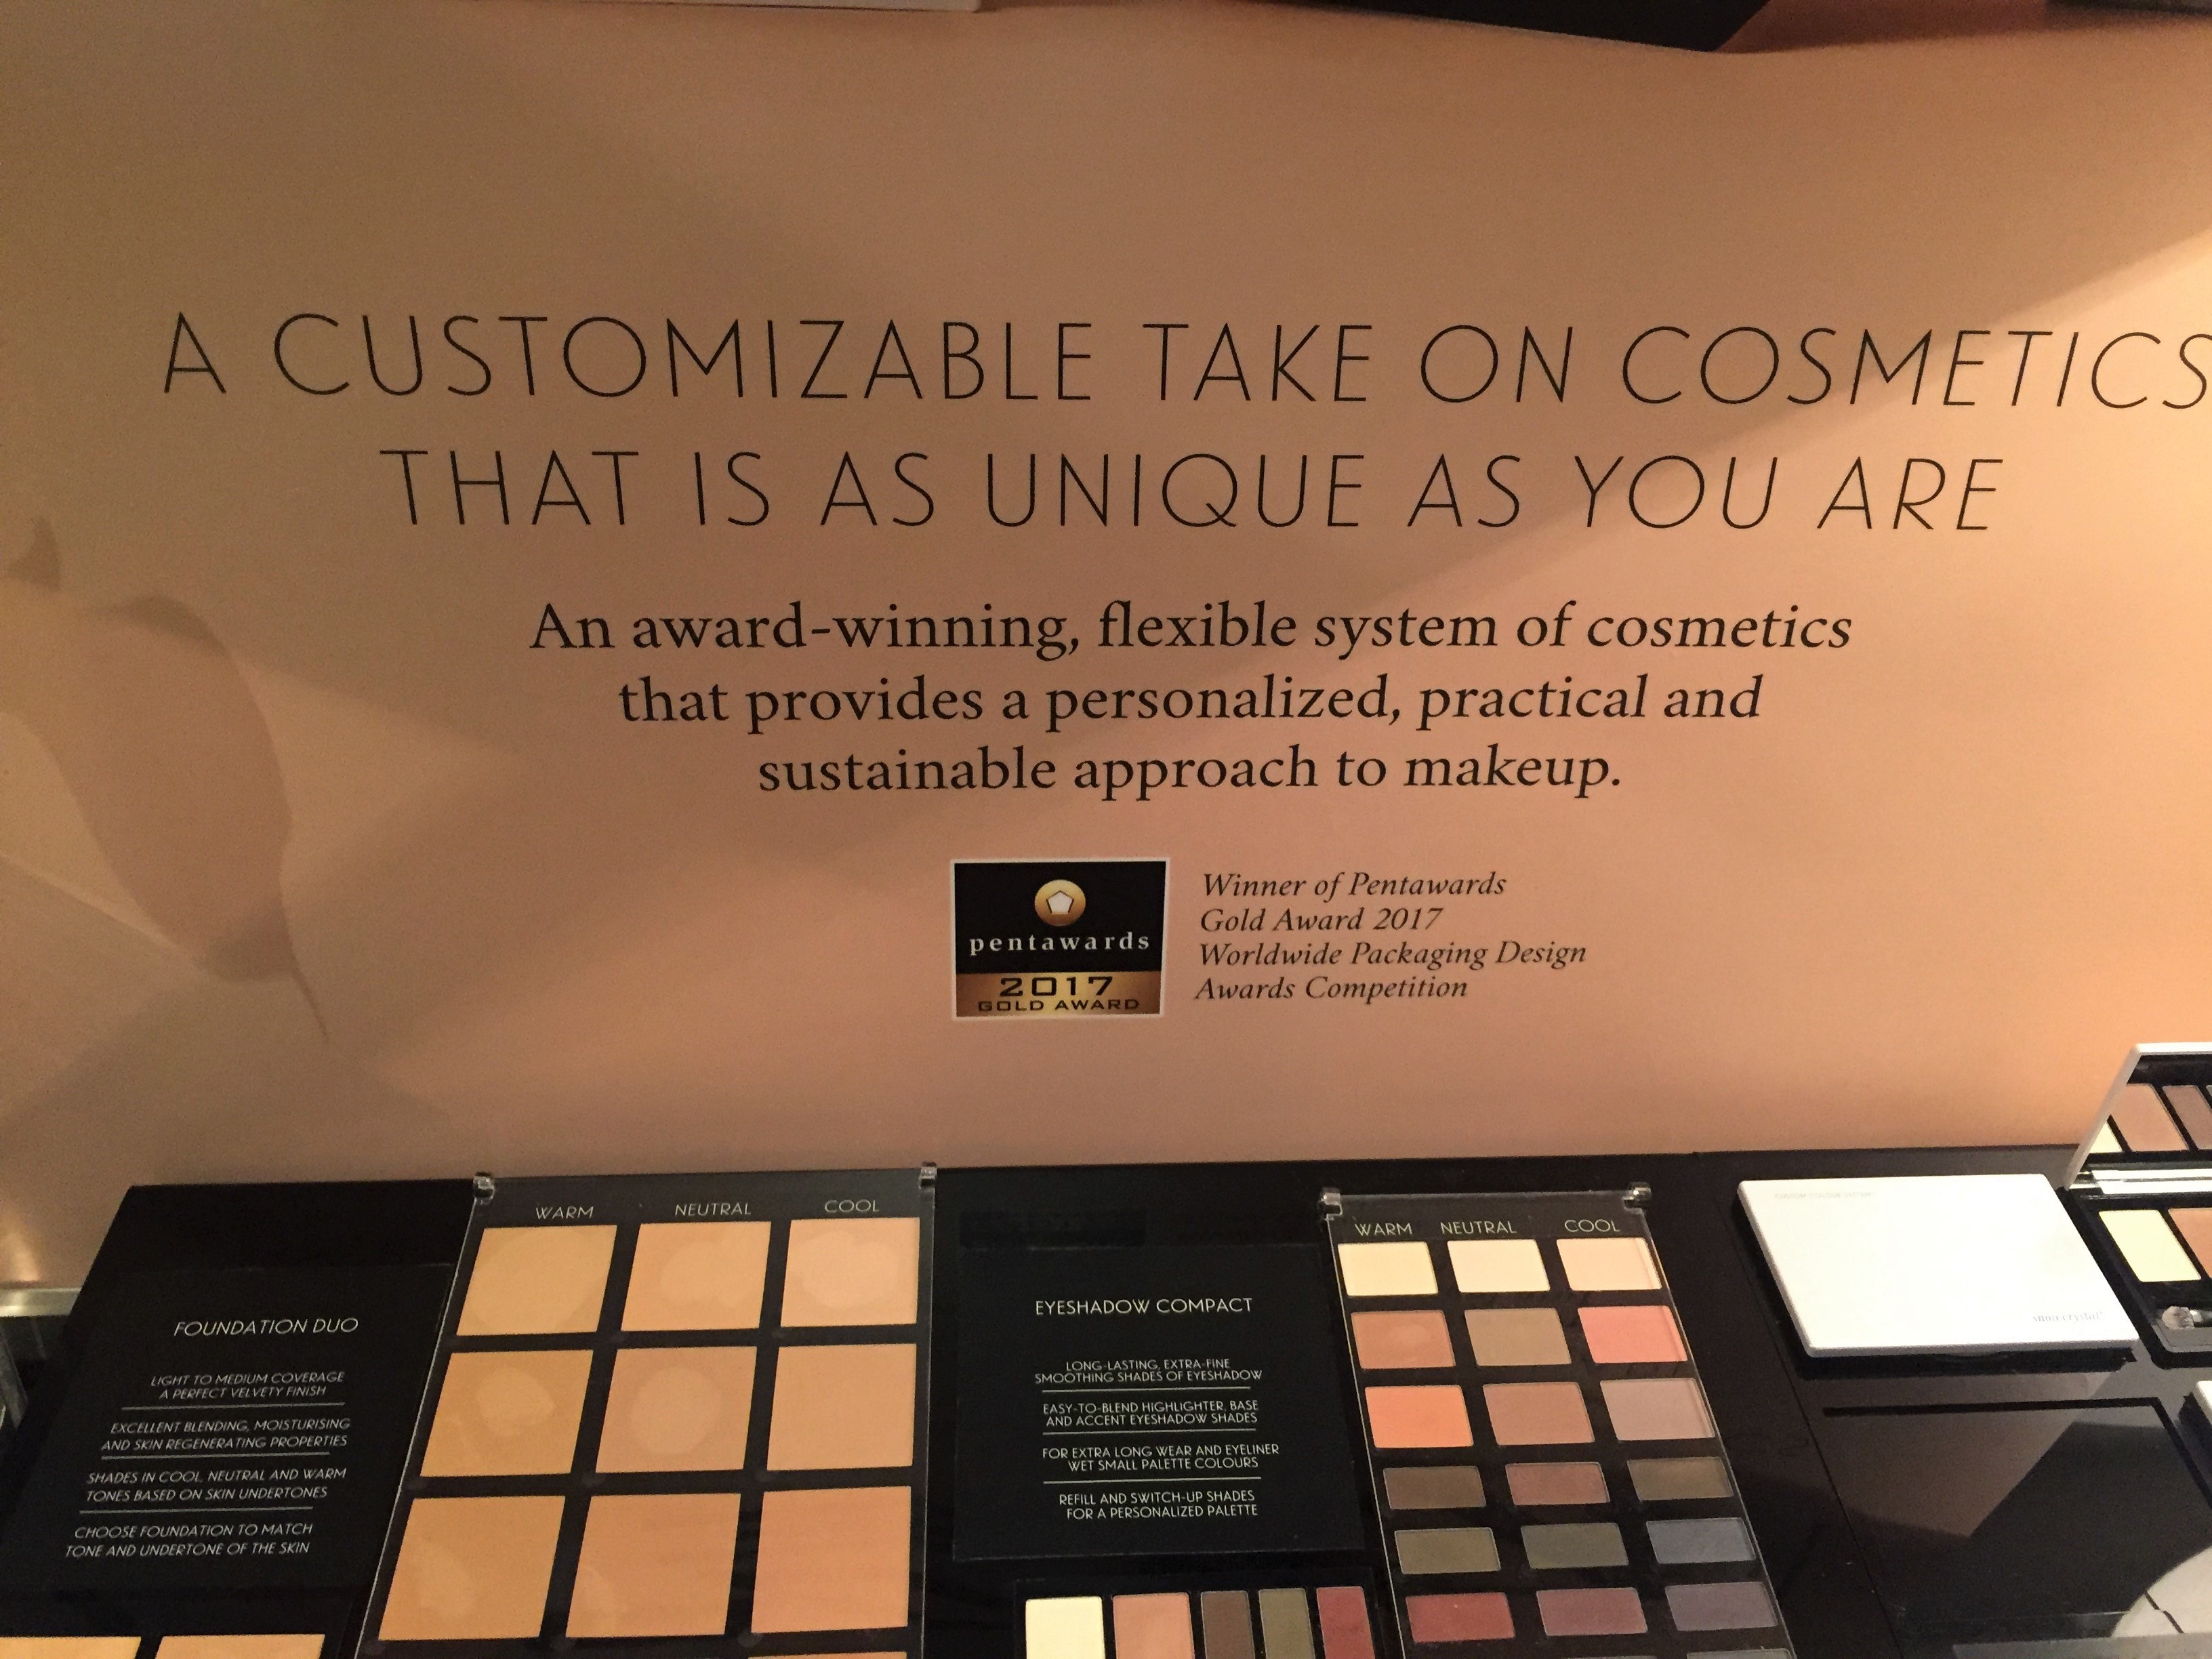 A CUSTOMIZABLE TAKE ON COSMETICS
THAT IS AS UNIQUE AS YOU ARE
An award-winning, flexible system of cosmetics
that provides a personalized, practical and
sustainable approach to makeup.
pentawards
2017
GOLD AWARD
Winner of Pentawards
Gold Award 2017
Worldwide Packaging Design
Awards Competition
FOUNDATION DUO
LIGHT TO MEDIUM COVERAGE
A PERFECT VELVETY FINISH
EXCELLENT BLENDING, MOISTURISING
AND SKIN REGENERATING PROPERTIES
SHADES IN COOL, NEUTRAL AND WARM
TONES BASED ON SKIN UNDERTONES
CHOOSE FOUNDATION TO MATCH
TONE AND UNDERTONE OF THE SKIN
WARM NEUTRAL COOL
EYESHADOW COMPACT
LONG-LASTING, EXTRA-FINE
SMOOTHING SHADES OF EYESHADOW
EASY-TO-BLEND HIGHLIGHTER, BASE
AND ACCENT EYESHADOW SHADES
FOR EXTRA LONG WEAR AND EYELINER
WET SMALL PALETTE COLOURS
REFILL AND SWITCH-UP SHADES
FOR A PERSONALIZED PALETTE
WARM NEUTRAL COOL
CUSTOM COLOUR SYSTEM